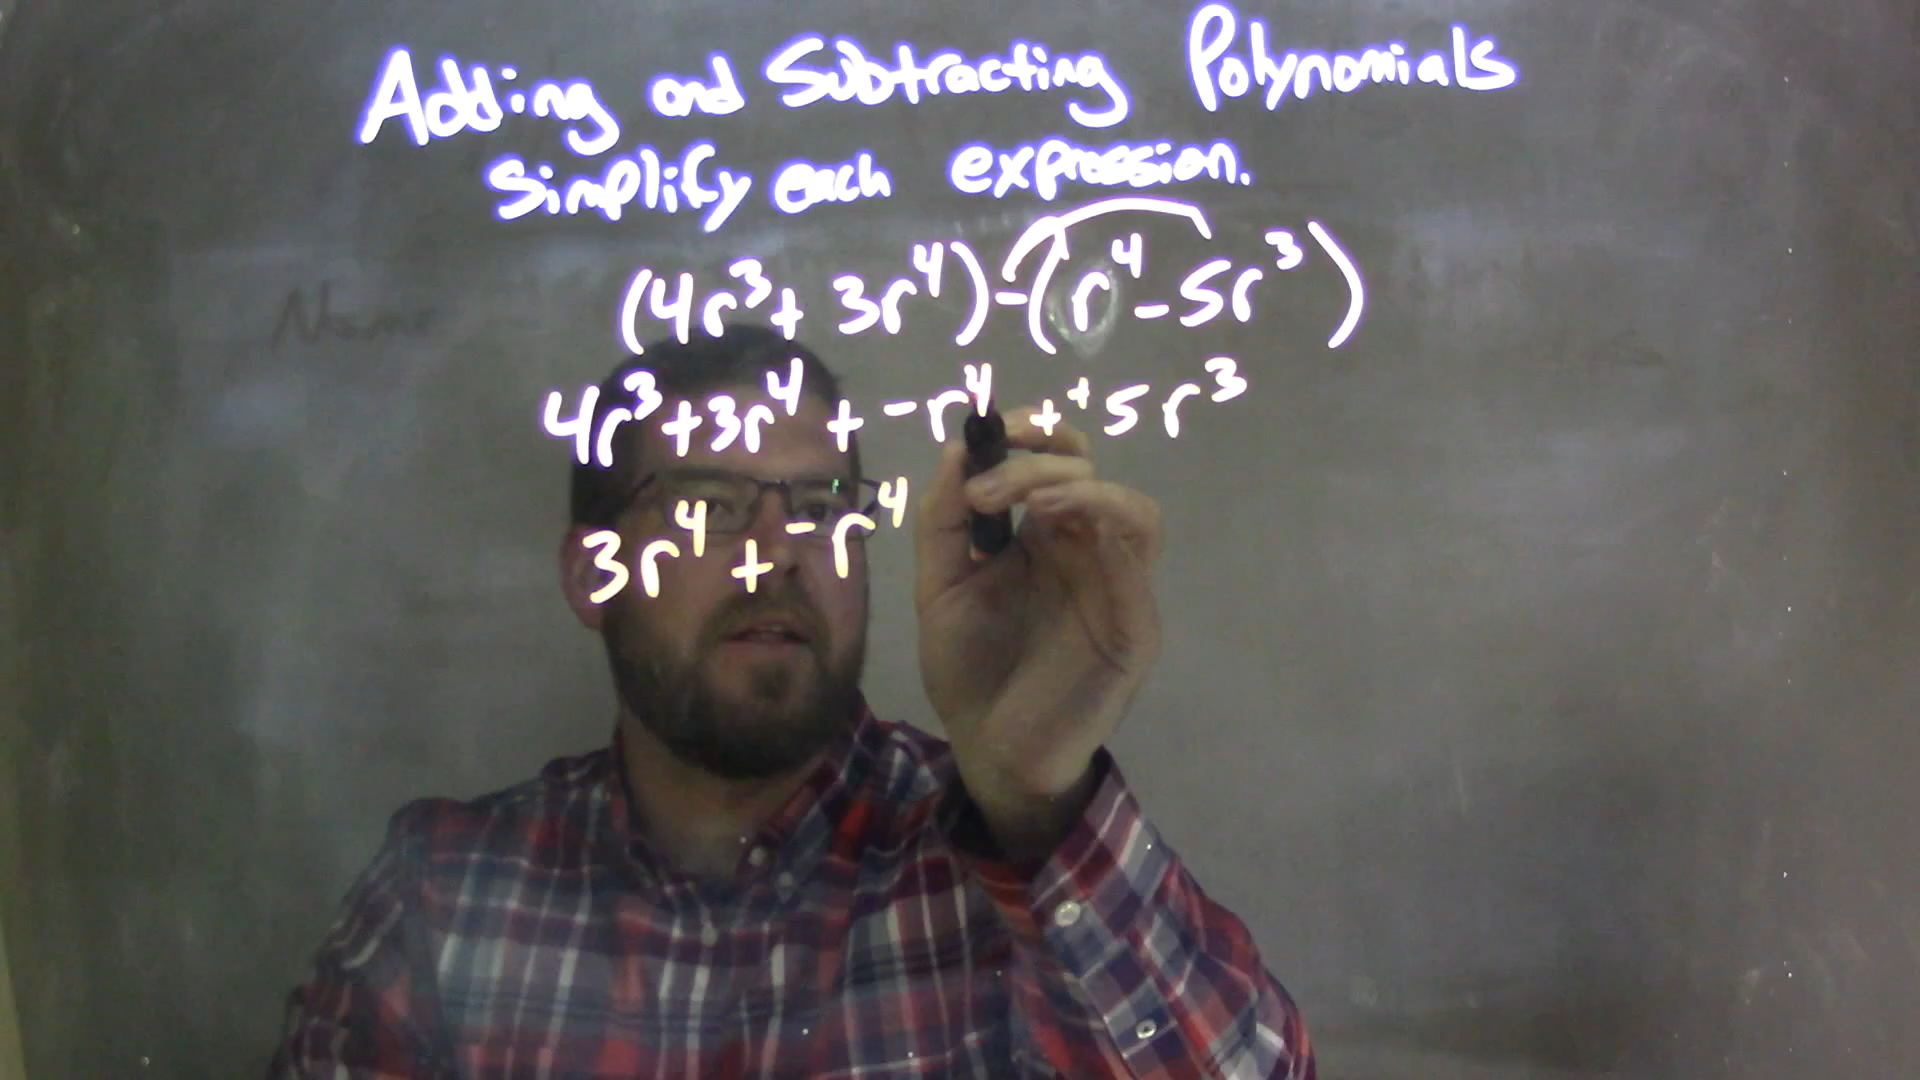 Adding and Subtracting Polynomials
Simplify each expression.
(4r³+ 3r⁴)-(r⁴-5r³)
4r³+3r⁴+-r⁴++5r³
3r⁴+-r⁴